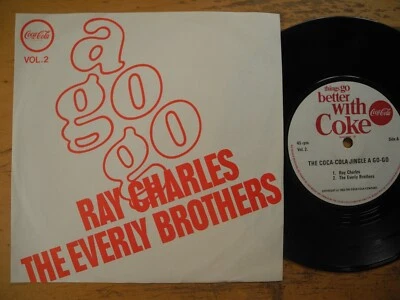 Coca-Cola
VOL.2
a
go
go
RAY CHARLES
THE EVERLY BROTHERS
things go
better
with
Coke
Coca-Cola
45 rpm
Vol. 2.
Side A
THE COCA-COLA JINGLE A GO-GO
1. Ray Charles
2. The Everly Brothers